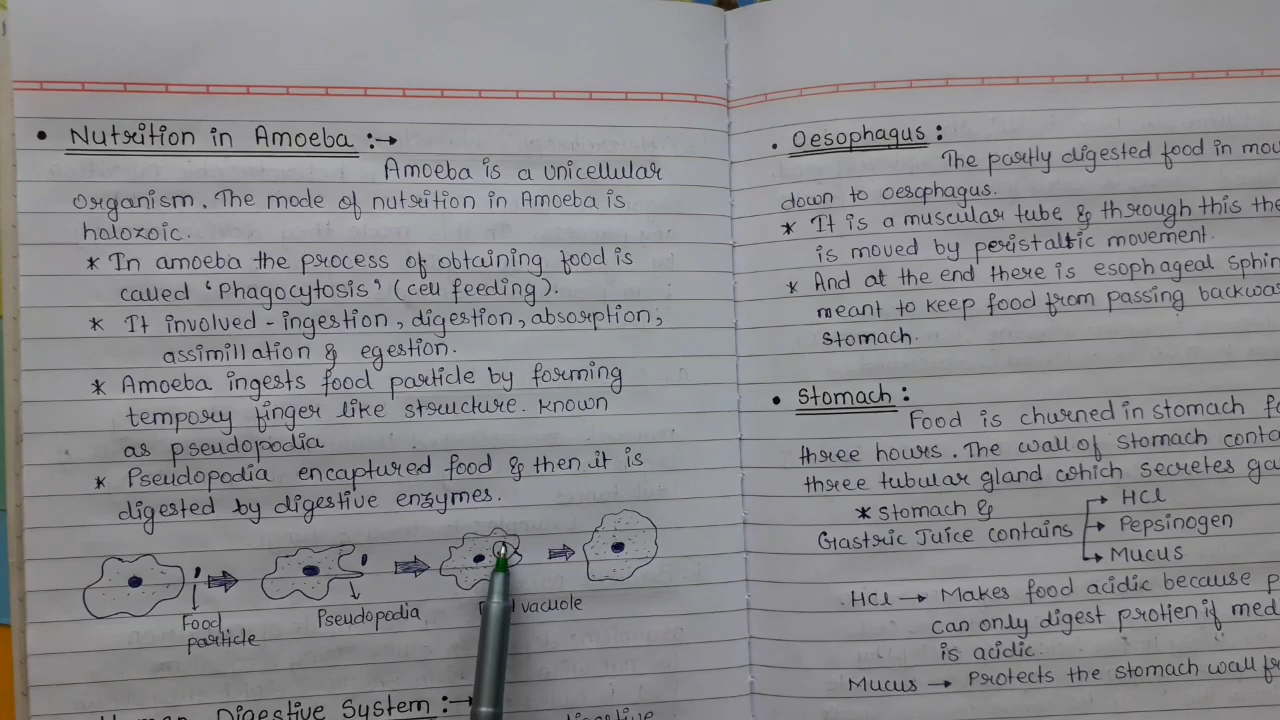 • Nutrition in Amoeba :→
Amoeba is a unicellular
organism. The mode of nutrition in Amoeba is
holozoic.
* In amoeba the process of obtaining food is
called 'Phagocytosis' (cell feeding).
* It involved - ingestion, digestion, absorption,
assimillation & egestion.
* Amoeba ingests food particle by forming
tempory finger like structure. Known
as pseudopodia
* Pseudopodia encaptured food & then it is
digested by digestive enzymes.
Food
particle
Pseudopodia
vacuole
Digestive System :→
• Oesophagus :
The partly digested food in
down to oesophagus.
* It is a muscular tube & through this the
is moved by peristaltic movement.
* And at the end there is esophageal
meant to keep food from passing
stomach.
• Stomach :
Food is churned in stomach
three hours. The wall of stomach
three tubular gland which secretes
* Stomach &
Gastric Juice contains
→ HCl
→ Pepsinogen
→ Mucus
HCl → Makes food acidic because
can only digest protien if
is acidic.
Mucus → Protects the stomach wall